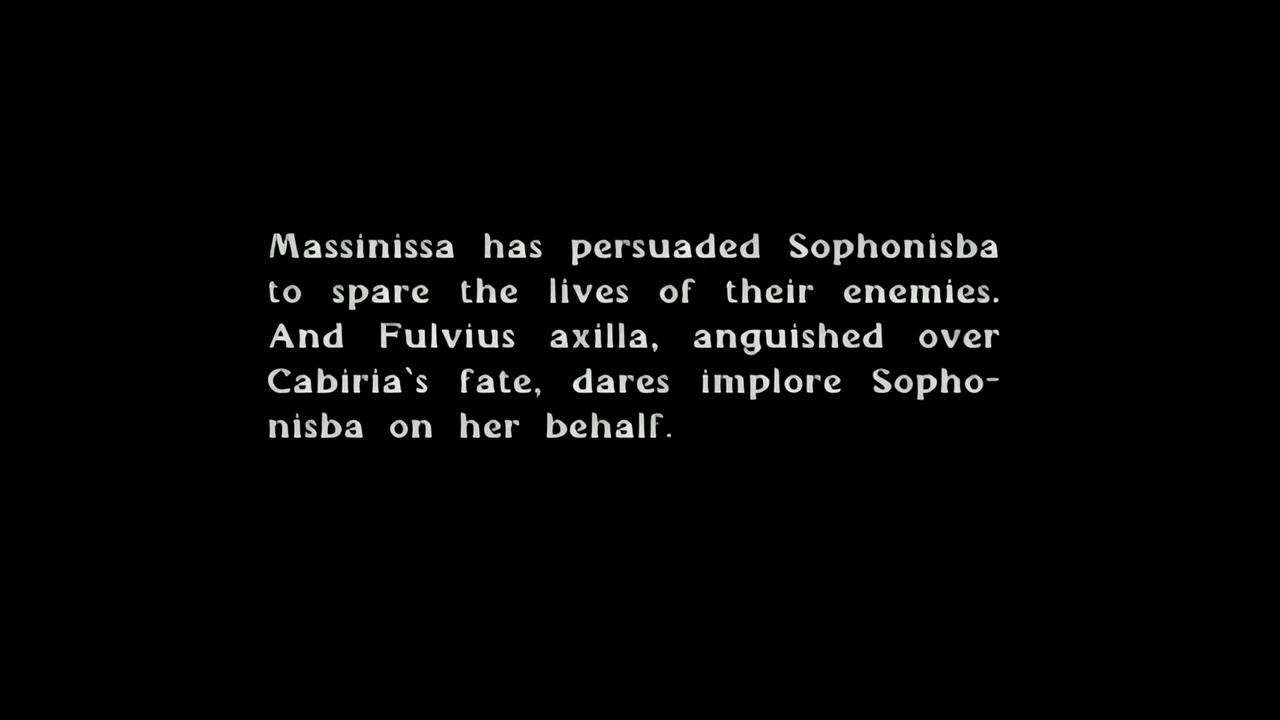 Massinissa has persuaded Sophonisba
to spare the lives of their enemies.
And Fulvius axilla, anguished over
Cabiria`s fate, dares implore Sopho-
nisba on her behalf.